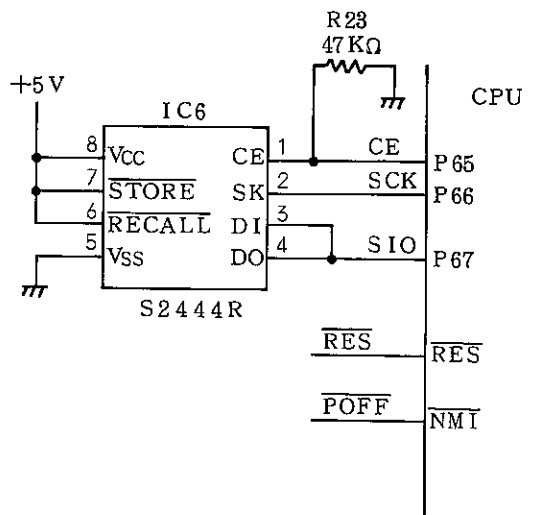 R23
47KΩ
+5V
IC6
CPU
8 VCC
CE 1
CE
P65
7 STORE
SK 2
SCK
P66
6 RECALL
DI 3
5 VSS
DO 4
SIO
P67
S2444R
RES
RES
POFF
NMI